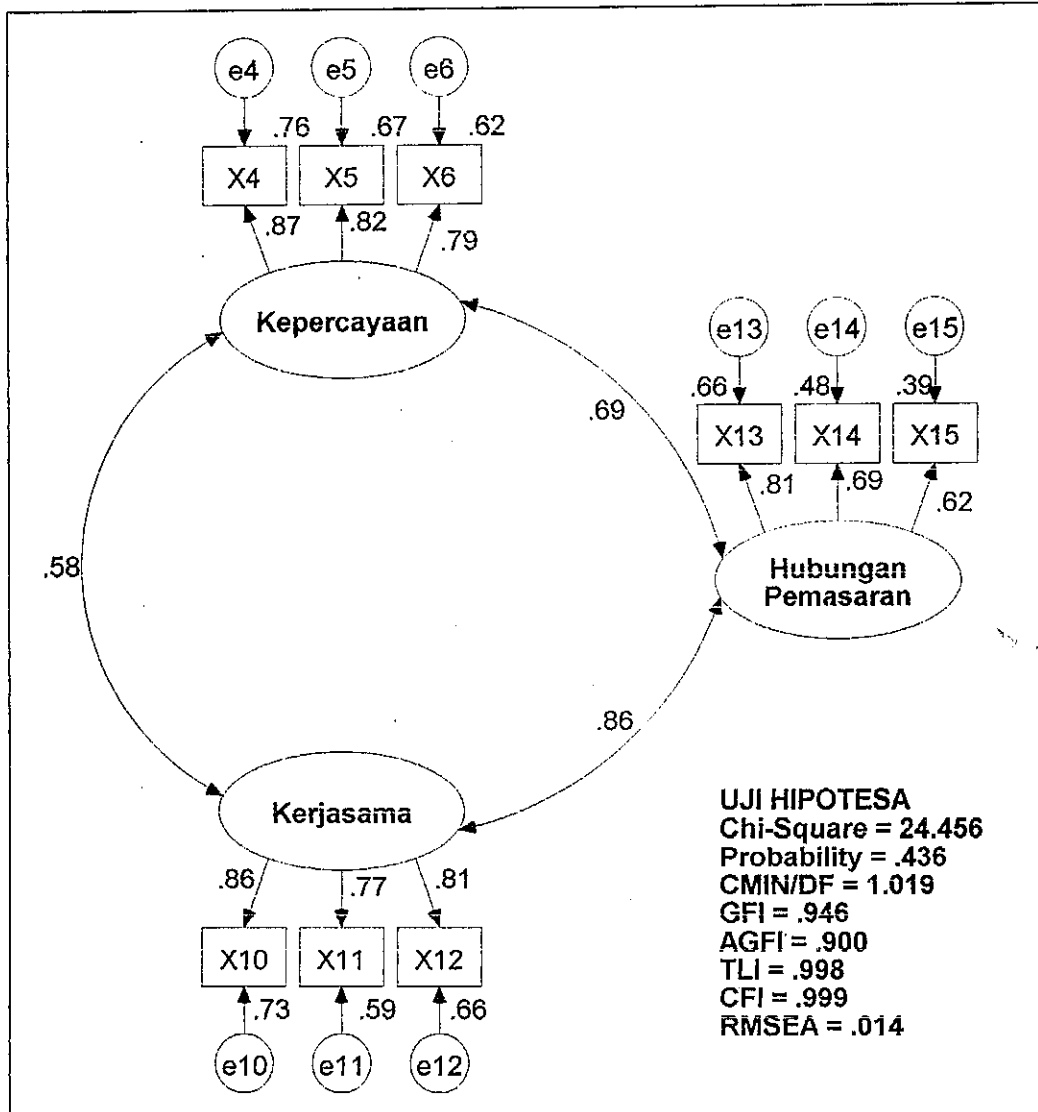 e4 e5 e6
.76 .67 .62
X4 X5 X6
.87 .82 .79
Kepercayaan
e13 e14 e15
.66 .48 .39
X13 X14 X15
.81 .69 .62
Hubungan
Pemasaran
.69
.58
.86
Kerjasama
.86 .77 .81
X10 X11 X12
.73 .59 .66
e10 e11 e12
UJI HIPOTESA
Chi-Square = 24.456
Probability = .436
CMIN/DF = 1.019
GFI = .946
AGFI = .900
TLI = .998
CFI = .999
RMSEA = .014